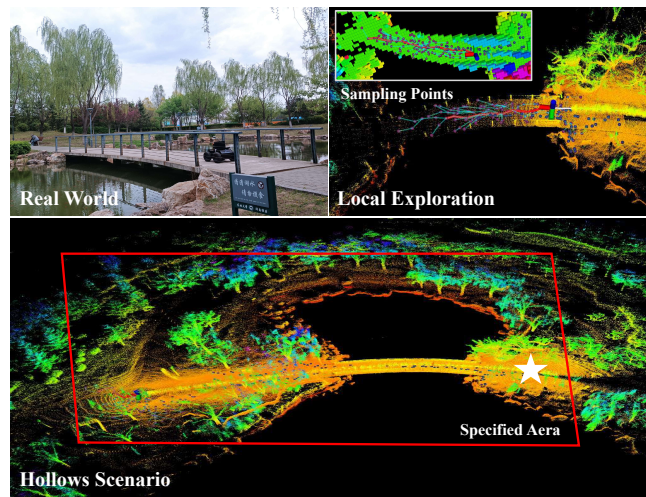 Sampling Points
Real World
Local Exploration
Specified Aera
Hollows Scenario